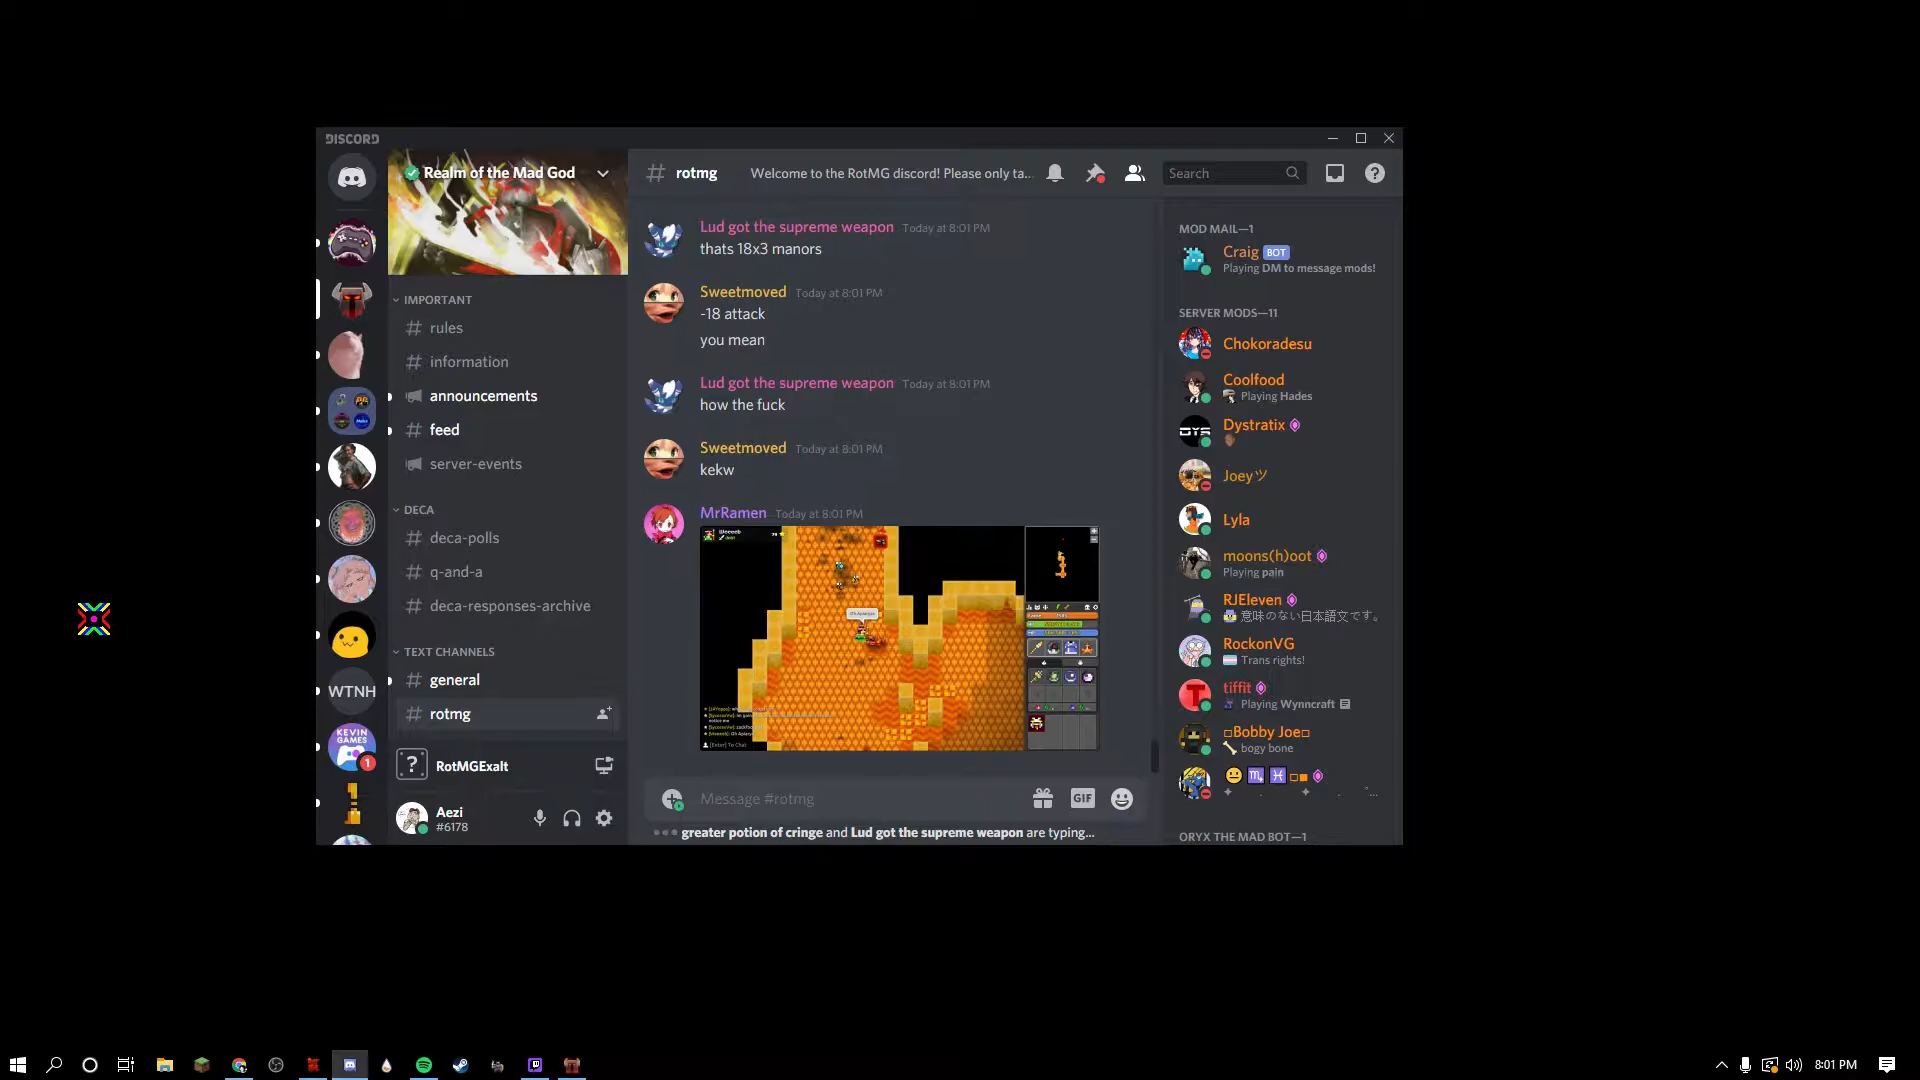 DISCORD
Realm of the Mad God
IMPORTANT
rules
information
announcements
feed
server-events
DECA
deca-polls
q-and-a
deca-responses-archive
TEXT CHANNELS
general
rotmg
WTNH
KEVIN
GAMES
1
? RotMGExalt
Aezi
#6178
# rotmg Welcome to the RotMG discord! Please only ta...
Search
Lud got the supreme weapon Today at 8:01 PM
thats 18x3 manors
Sweetmoved Today at 8:01 PM
-18 attack
you mean
Lud got the supreme weapon Today at 8:01 PM
how the fuck
Sweetmoved Today at 8:01 PM
kekw
MrRamen Today at 8:01 PM
[Enter] To Chat
Message #rotmg
GIF
greater potion of cringe and Lud got the supreme weapon are typing...
MOD MAIL—1
Craig BOT
Playing DM to message mods!
SERVER MODS—11
Chokoradesu
Coolfood
Playing Hades
Dystratix
Joeyツ
Lyla
moons(h)oot
Playing pain
RJEleven
意味のない日本語文です。
RockonVG
Trans rights!
tiffit
Playing Wynncraft
□Bobby Joe□
bogy bone
ORYX THE MAD BOT—1
8:01 PM